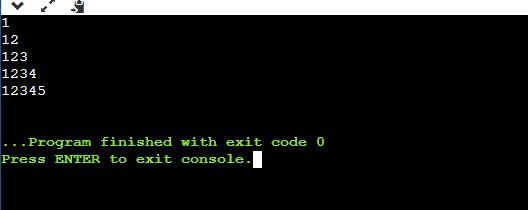 1
12
123
1234
12345
...Program finished with exit code 0
Press ENTER to exit console.